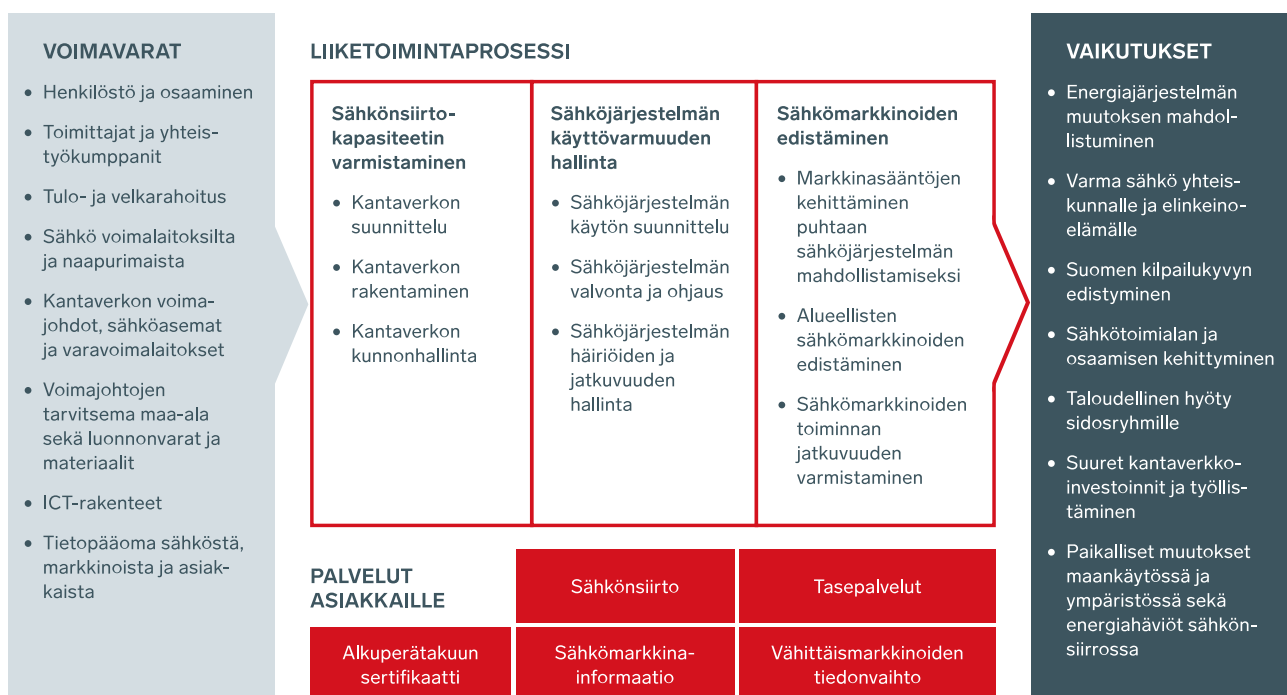 VOIMAVARAT
• Henkilöstö ja osaaminen
• Toimittajat ja yhteis-
työkumppanit
• Tulo- ja velkarahoitus
• Sähkö voimalaitoksilta
ja naapurimaista
• Kantaverkon voima-
johdot, sähköasemat
ja varavoimalaitokset
• Voimajohtojen
tarvitsema maa-ala
sekä luonnonvarat ja
materiaalit
• ICT-rakenteet
• Tietopääoma sähköstä,
markkinoista ja asiak-
kaista
LIIKETOIMINTAPROSESSI
Sähkönsiirto-
kapasiteetin
varmistaminen
• Kantaverkon
suunnittelu
• Kantaverkon
rakentaminen
• Kantaverkon
kunnonhallinta
Sähköjärjestelmän
käyttövarmuuden
hallinta
• Sähköjärjestelmän
käytön suunnittelu
• Sähköjärjestelmän
valvonta ja ohjaus
• Sähköjärjestelmän
häiriöiden ja
jatkuvuuden
hallinta
Sähkömarkkinoiden
edistäminen
• Markkinasääntöjen
kehittäminen
puhtaan
sähköjärjestelmän
mahdollistamiseksi
• Alueellisten
sähkömarkkinoiden
edistäminen
• Sähkömarkkinoiden
toiminnan
jatkuvuuden
varmistaminen
PALVELUT
ASIAKKAILLE
Sähkönsiirto
Tasepalvelut
Alkuperätakuun
sertifikaatti
Sähkömarkkina-
informaatio
Vähittäismarkkinoiden
tiedonvaihto
VAIKUTUKSET
• Energiajärjestelmän
muutoksen mahdol-
listuminen
• Varma sähkö yhteis-
kunnalle ja elinkeino-
elämälle
• Suomen kilpailukyvyn
edistyminen
• Sähkötoimialan ja
osaamisen kehittyminen
• Taloudellinen hyöty
sidosryhmille
• Suuret kantaverkko-
investoinnit ja työllis-
täminen
• Paikalliset muutokset
maankäytössä ja
ympäristössä sekä
energiahäviöt sähkön-
siirrossa